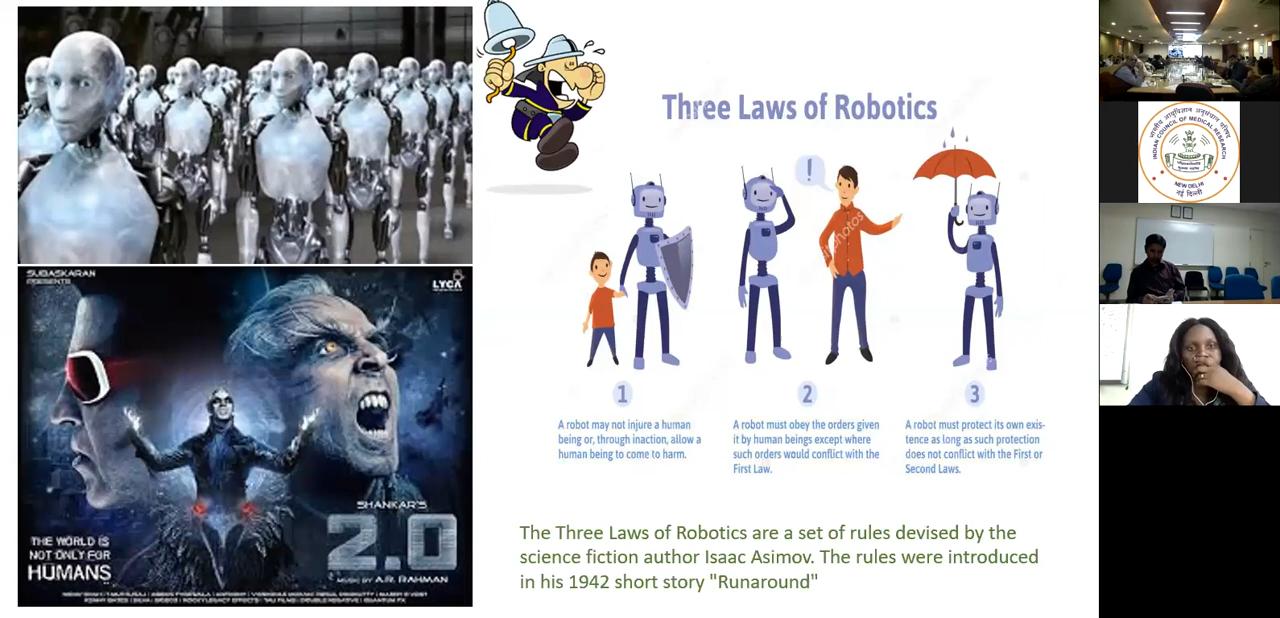 SUBASKARAN
PRESENTS
LYCA
THE WORLD IS
NOT ONLY FOR
HUMANS
SHANKAR'S
2.0
MUSIC BY A.R. RAHMAN
Three Laws of Robotics
!
1
A robot may not injure a human
being or, through inaction, allow a
human being to come to harm.
2
A robot must obey the orders given
it by human beings except where
such orders would conflict with the
First Law.
3
A robot must protect its own exis-
tence as long as such protection
does not conflict with the First or
Second Laws.
The Three Laws of Robotics are a set of rules devised by the
science fiction author Isaac Asimov. The rules were introduced
in his 1942 short story "Runaround"
भारतीय आयुर्विज्ञान अनुसंधान परिषद
INDIAN COUNCIL OF MEDICAL RESEARCH
NEW DELHI
नई दिल्ली